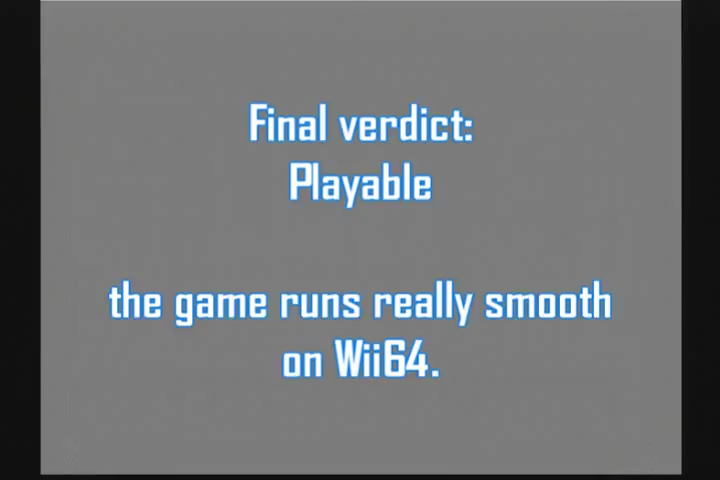 Final verdict:
Playable
the game runs really smooth
on Wii64.